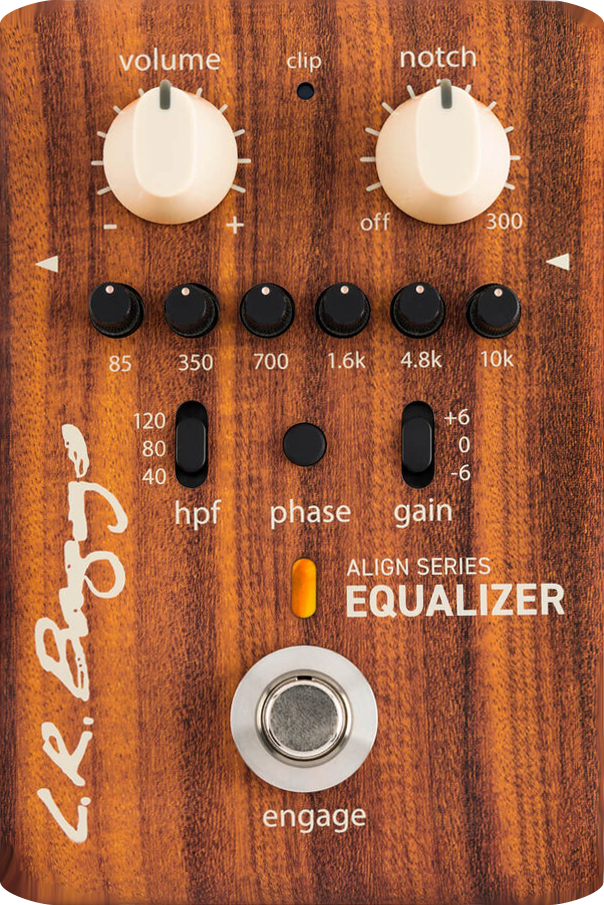 volume
clip
notch
- +
off 300
85 350 700 1.6k 4.8k 10k
120
80
40
hpf
phase
+6
0
-6
gain
ALIGN SERIES
EQUALIZER
L.R. Baggs
engage